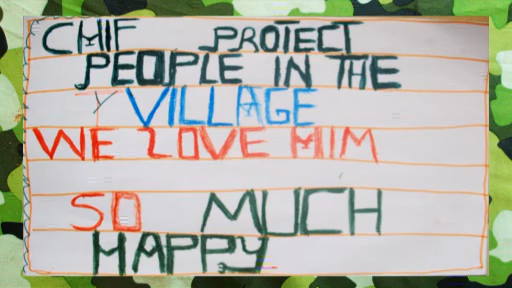 CHIF PROTECT
PEOPLE IN THE
VILLAGE
WE LOVE HIM
SO MUCH
HAPPY